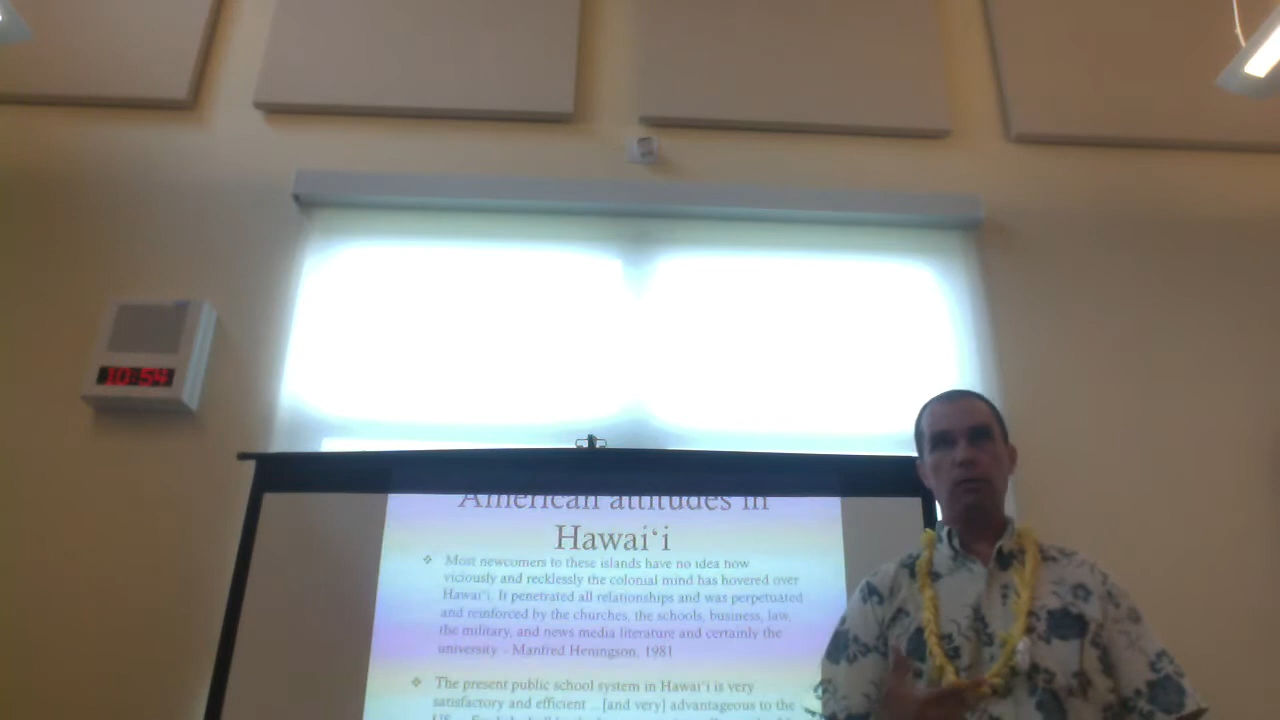 10:54
American attitudes in
Hawaiʻi
Most newcomers to these islands have no idea how
viciously and recklessly the colonial mind has hovered over
Hawaiʻi. It penetrated all relationships and was perpetuated
and reinforced by the churches, the schools, business, law,
the military, and news media literature and certainly the
university - Manfred Heningson, 1981
The present public school system in Hawaiʻi is very
satisfactory and efficient ...[and very] advantageous to the